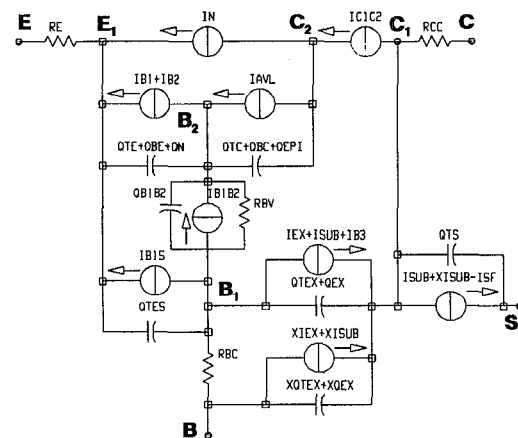 IN
IC1C2
E
RE
E1
C2
C1
RCC
C
IB1+IB2
IAVL
B2
QTE+QBE+QN
QTC+QBC+QEPI
QB1B2
IB1B2
RBV
IEX+ISUB+IB3
QTS
IB1S
B1
QTEX+QEX
ISUB+XISUB-ISF
QTES
S
XIEX+XISUB
RBC
XQTEX+XQEX
B